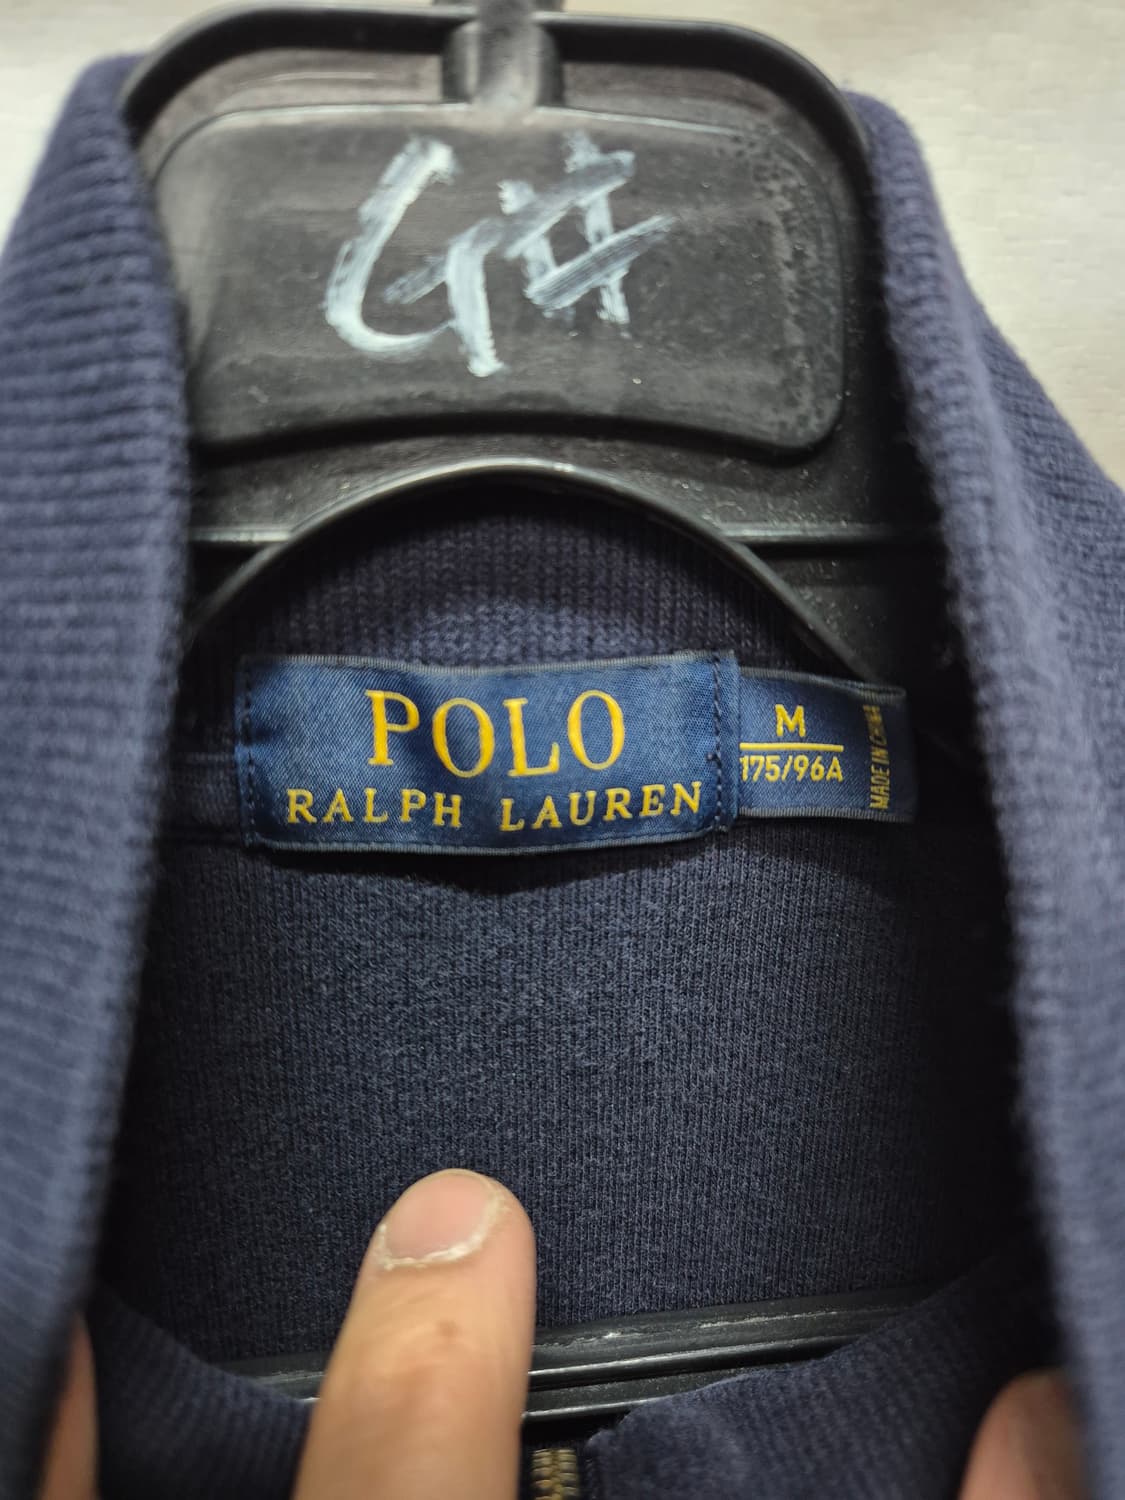 G#
POLO
RALPH LAUREN
M
175/96A
MADE IN CHINA